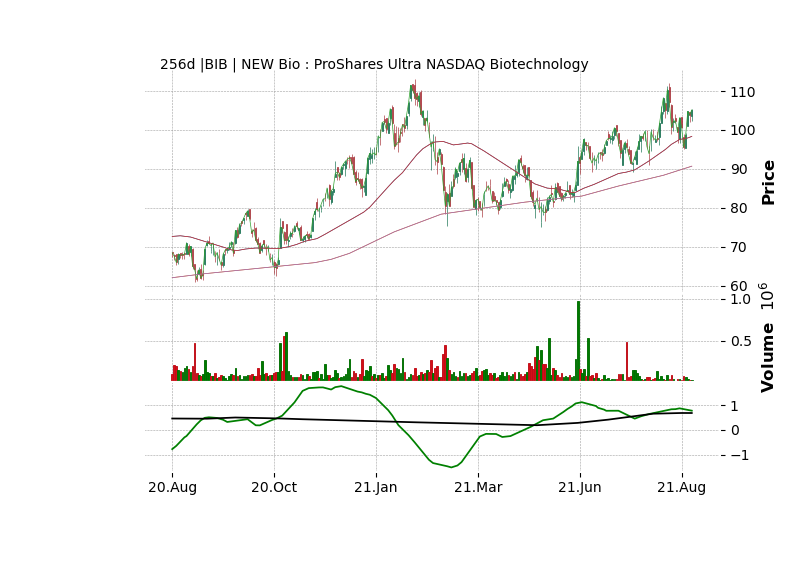 256d |BIB | NEW Bio : ProShares Ultra NASDAQ Biotechnology
110
100
90
80
70
60
Price
1.0
0.5
Volume 10^6
1
0
−1
20.Aug 20.Oct 21.Jan 21.Mar 21.Jun 21.Aug